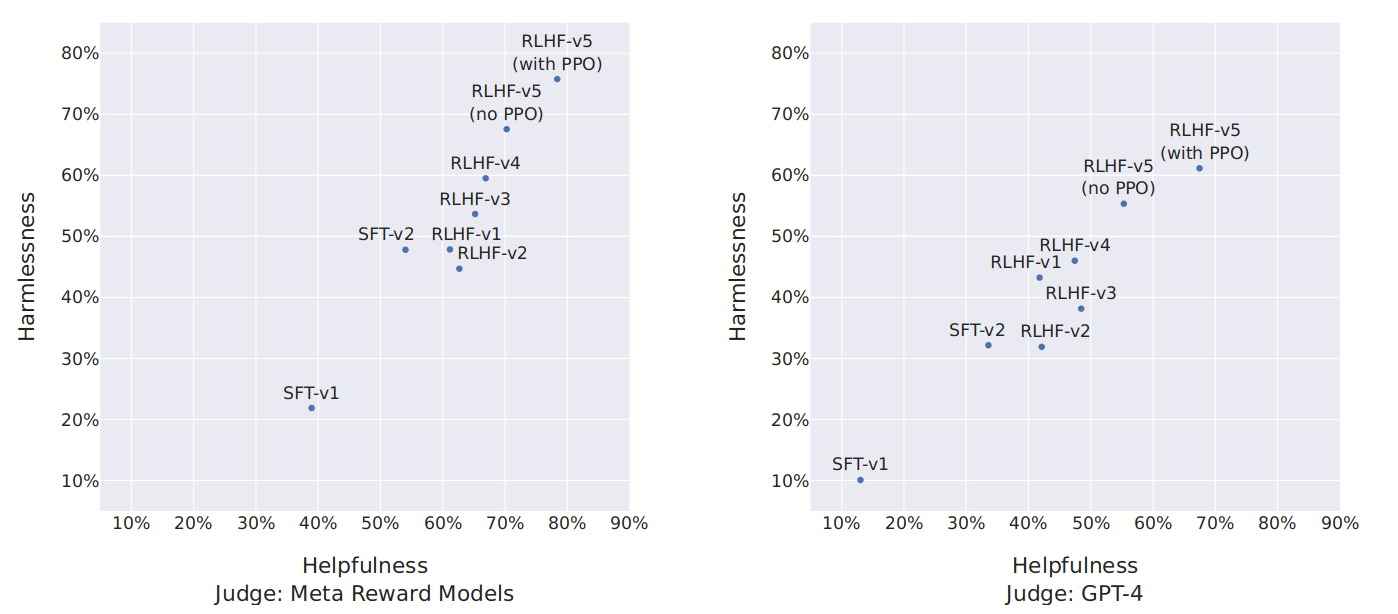 80%
70%
60%
50%
40%
30%
20%
10%
Harmlessness
RLHF-v5
(with PPO)
RLHF-v5
(no PPO)
RLHF-v4
RLHF-v3
SFT-v2
RLHF-v1
RLHF-v2
SFT-v1
10% 20% 30% 40% 50% 60% 70% 80% 90%
Helpfulness
Judge: Meta Reward Models
80%
70%
60%
50%
40%
30%
20%
10%
Harmlessness
RLHF-v5
(with PPO)
RLHF-v5
(no PPO)
RLHF-v4
RLHF-v1
RLHF-v3
SFT-v2
RLHF-v2
SFT-v1
10% 20% 30% 40% 50% 60% 70% 80% 90%
Helpfulness
Judge: GPT-4